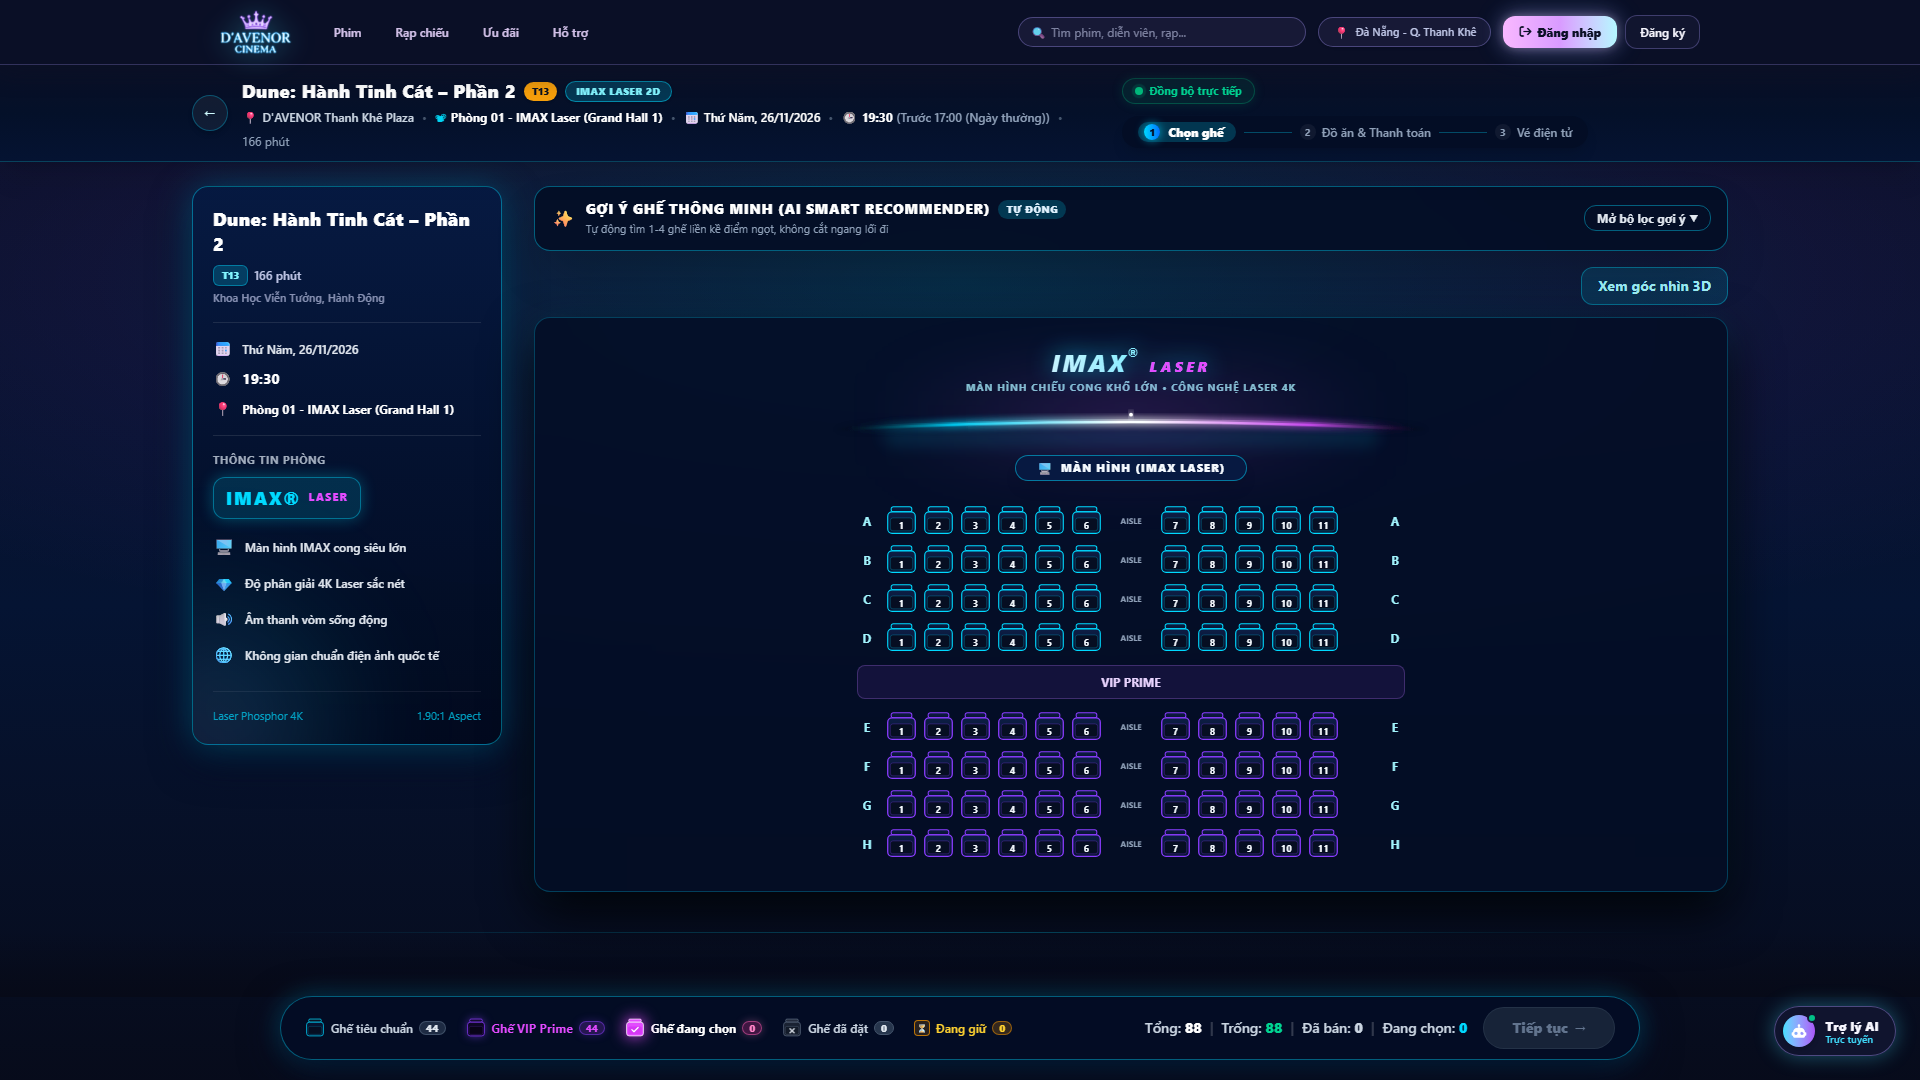 D'AVENOR
CINEMA
Phim
Rạp chiếu
Ưu đãi
Hỗ trợ
Tìm phim, diễn viên, rạp...
Đà Nẵng - Q. Thanh Khê
Đăng nhập
Đăng ký
←
Dune: Hành Tinh Cát – Phần 2 T13 IMAX LASER 2D
D'AVENOR Thanh Khê Plaza • Phòng 01 - IMAX Laser (Grand Hall 1) • Thứ Năm, 26/11/2026 • 19:30 (Trước 17:00 (Ngày thường)) •
166 phút
Đồng bộ trực tiếp
1 Chọn ghế 2 Đồ ăn & Thanh toán 3 Vé điện tử
Dune: Hành Tinh Cát – Phần
2
T13 166 phút
Khoa Học Viễn Tưởng, Hành Động
Thứ Năm, 26/11/2026
19:30
Phòng 01 - IMAX Laser (Grand Hall 1)
THÔNG TIN PHÒNG
IMAX® LASER
Màn hình IMAX cong siêu lớn
Độ phân giải 4K Laser sắc nét
Âm thanh vòm sống động
Không gian chuẩn điện ảnh quốc tế
Laser Phosphor 4K 1.90:1 Aspect
GỢI Ý GHẾ THÔNG MINH (AI SMART RECOMMENDER) TỰ ĐỘNG
Tự động tìm 1-4 ghế liền kề điểm ngọt, không cắt ngang lối đi
Mở bộ lọc gợi ý ▼
Xem góc nhìn 3D
IMAX® LASER
MÀN HÌNH CHIẾU CONG KHỔ LỚN • CÔNG NGHỆ LASER 4K
MÀN HÌNH (IMAX LASER)
A 1 2 3 4 5 6 AISLE 7 8 9 10 11 A
B 1 2 3 4 5 6 AISLE 7 8 9 10 11 B
C 1 2 3 4 5 6 AISLE 7 8 9 10 11 C
D 1 2 3 4 5 6 AISLE 7 8 9 10 11 D
VIP PRIME
E 1 2 3 4 5 6 AISLE 7 8 9 10 11 E
F 1 2 3 4 5 6 AISLE 7 8 9 10 11 F
G 1 2 3 4 5 6 AISLE 7 8 9 10 11 G
H 1 2 3 4 5 6 AISLE 7 8 9 10 11 H
Ghế tiêu chuẩn 44 Ghế VIP Prime 44 Ghế đang chọn 0 Ghế đã đặt 0 Đang giữ 0
Tổng: 88 | Trống: 88 | Đã bán: 0 | Đang chọn: 0
Tiếp tục →
Trợ lý AI
Trực tuyến